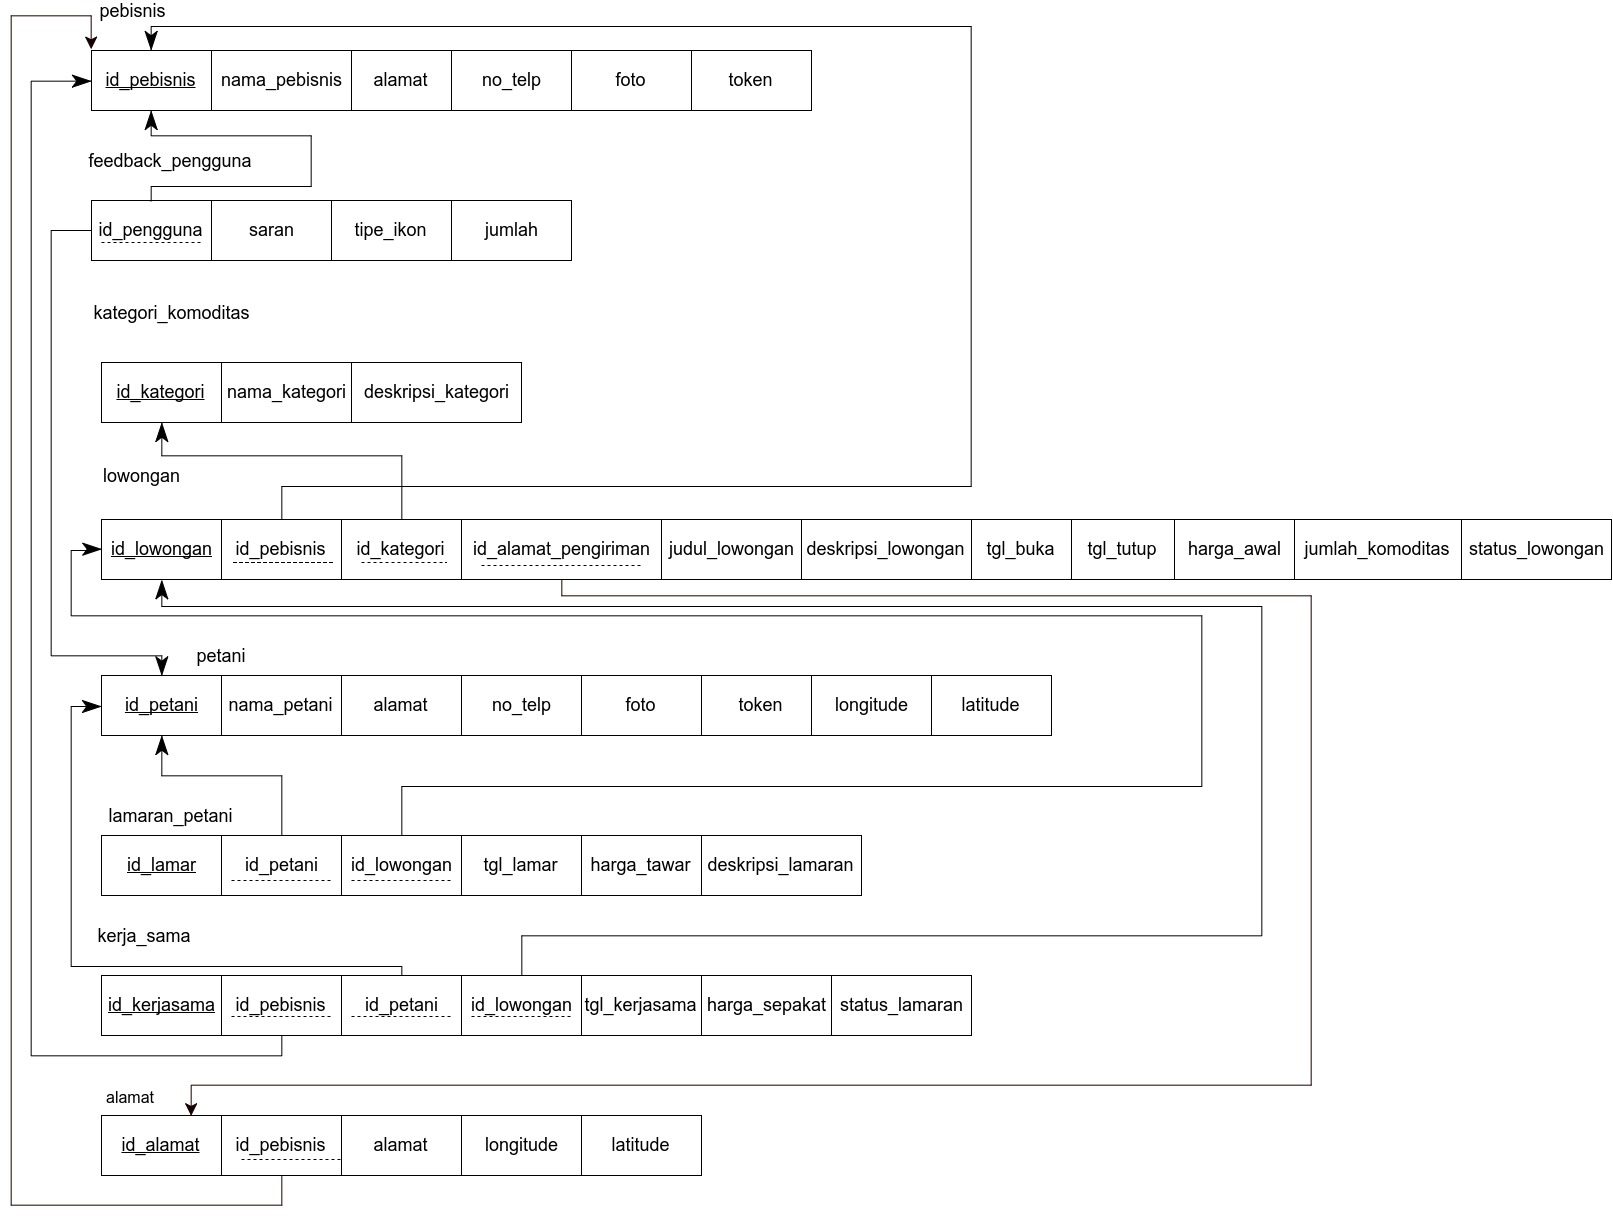 pebisnis
id_pebisnis nama_pebisnis alamat no_telp foto token
feedback_pengguna
id_pengguna saran tipe_ikon jumlah
kategori_komoditas
id_kategori nama_kategori deskripsi_kategori
lowongan
id_lowongan id_pebisnis id_kategori id_alamat_pengiriman judul_lowongan deskripsi_lowongan tgl_buka tgl_tutup harga_awal jumlah_komoditas status_lowongan
petani
id_petani nama_petani alamat no_telp foto token longitude latitude
lamaran_petani
id_lamar id_petani id_lowongan tgl_lamar harga_tawar deskripsi_lamaran
kerja_sama
id_kerjasama id_pebisnis id_petani id_lowongan tgl_kerjasama harga_sepakat status_lamaran
alamat
id_alamat id_pebisnis alamat longitude latitude